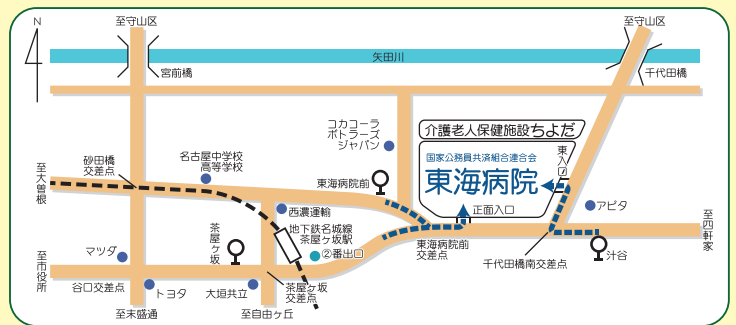 N
至守山区
至守山区
矢田川
宮前橋
千代田橋
コカコーラ
ボトラーズ
ジャパン
介護老人保健施設ちよだ
砂田橋
交差点
名古屋中学校
高等学校
国家公務員共済組合連合会
東海病院
東入口
至大曽根
東海病院前
西濃運輸
正面入口
アピタ
地下鉄名城線
茶屋ヶ坂駅
②番出口
茶屋ヶ坂
東海病院前
交差点
至四軒家
マツダ
千代田橋南交差点
汁谷
至市役所
谷口交差点
トヨタ
大垣共立
茶屋ヶ坂
交差点
至末盛通
至自由ヶ丘